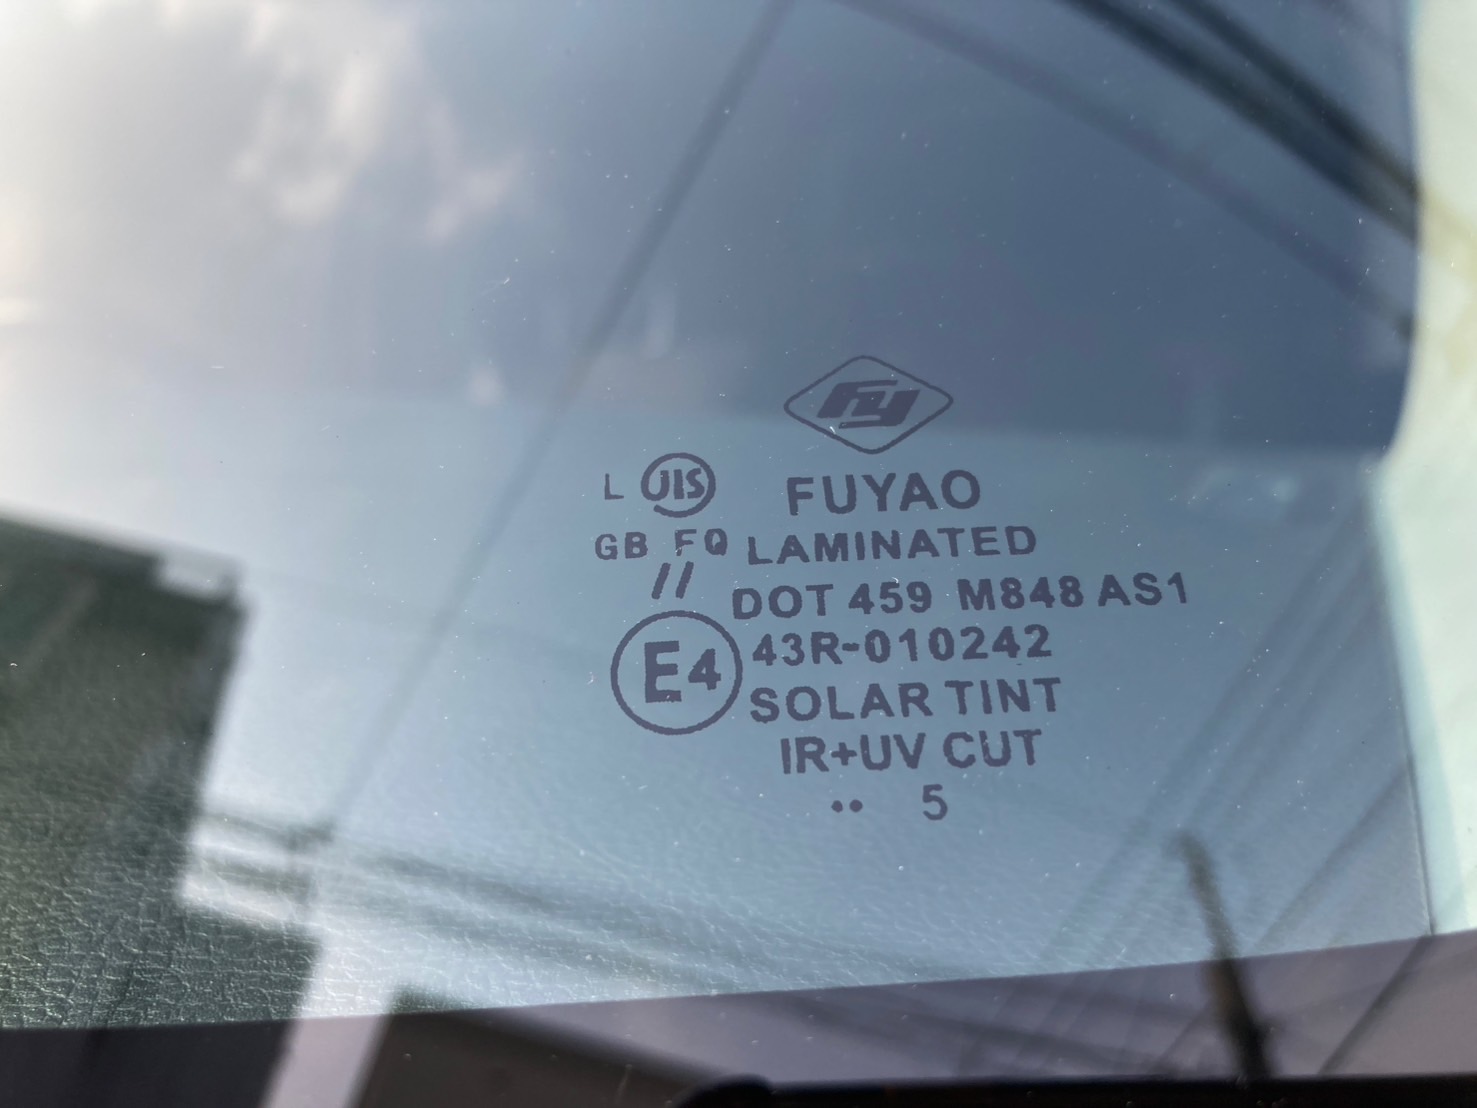 fy
FUYAO
L JIS
GB FQ LAMINATED
//
DOT 459 M848 AS1
E4 43R-010242
SOLAR TINT
IR+UV CUT
•• 5